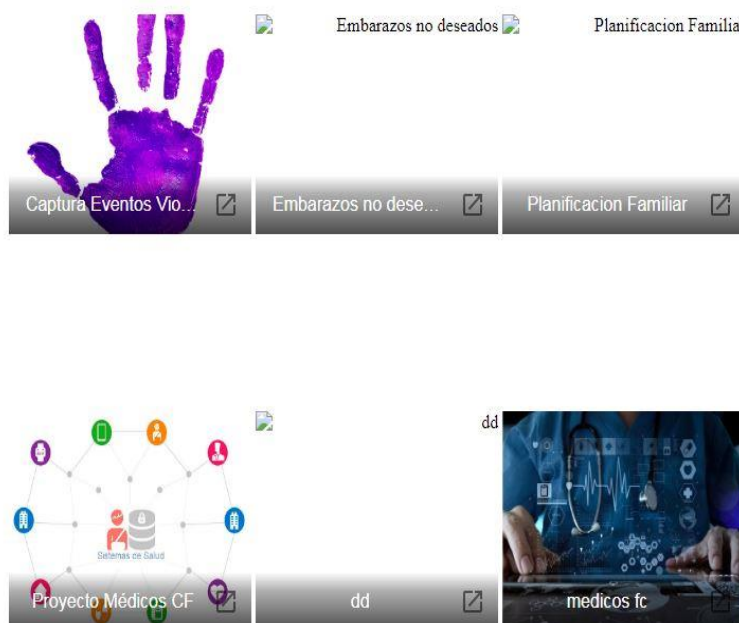 Embarazos no deseados
Planificacion Familia
Captura Eventos Vio...
Embarazos no dese...
Planificacion Familiar
dd
Setemas de Salud
Proyecto Médicos CF
dd
medicos fc